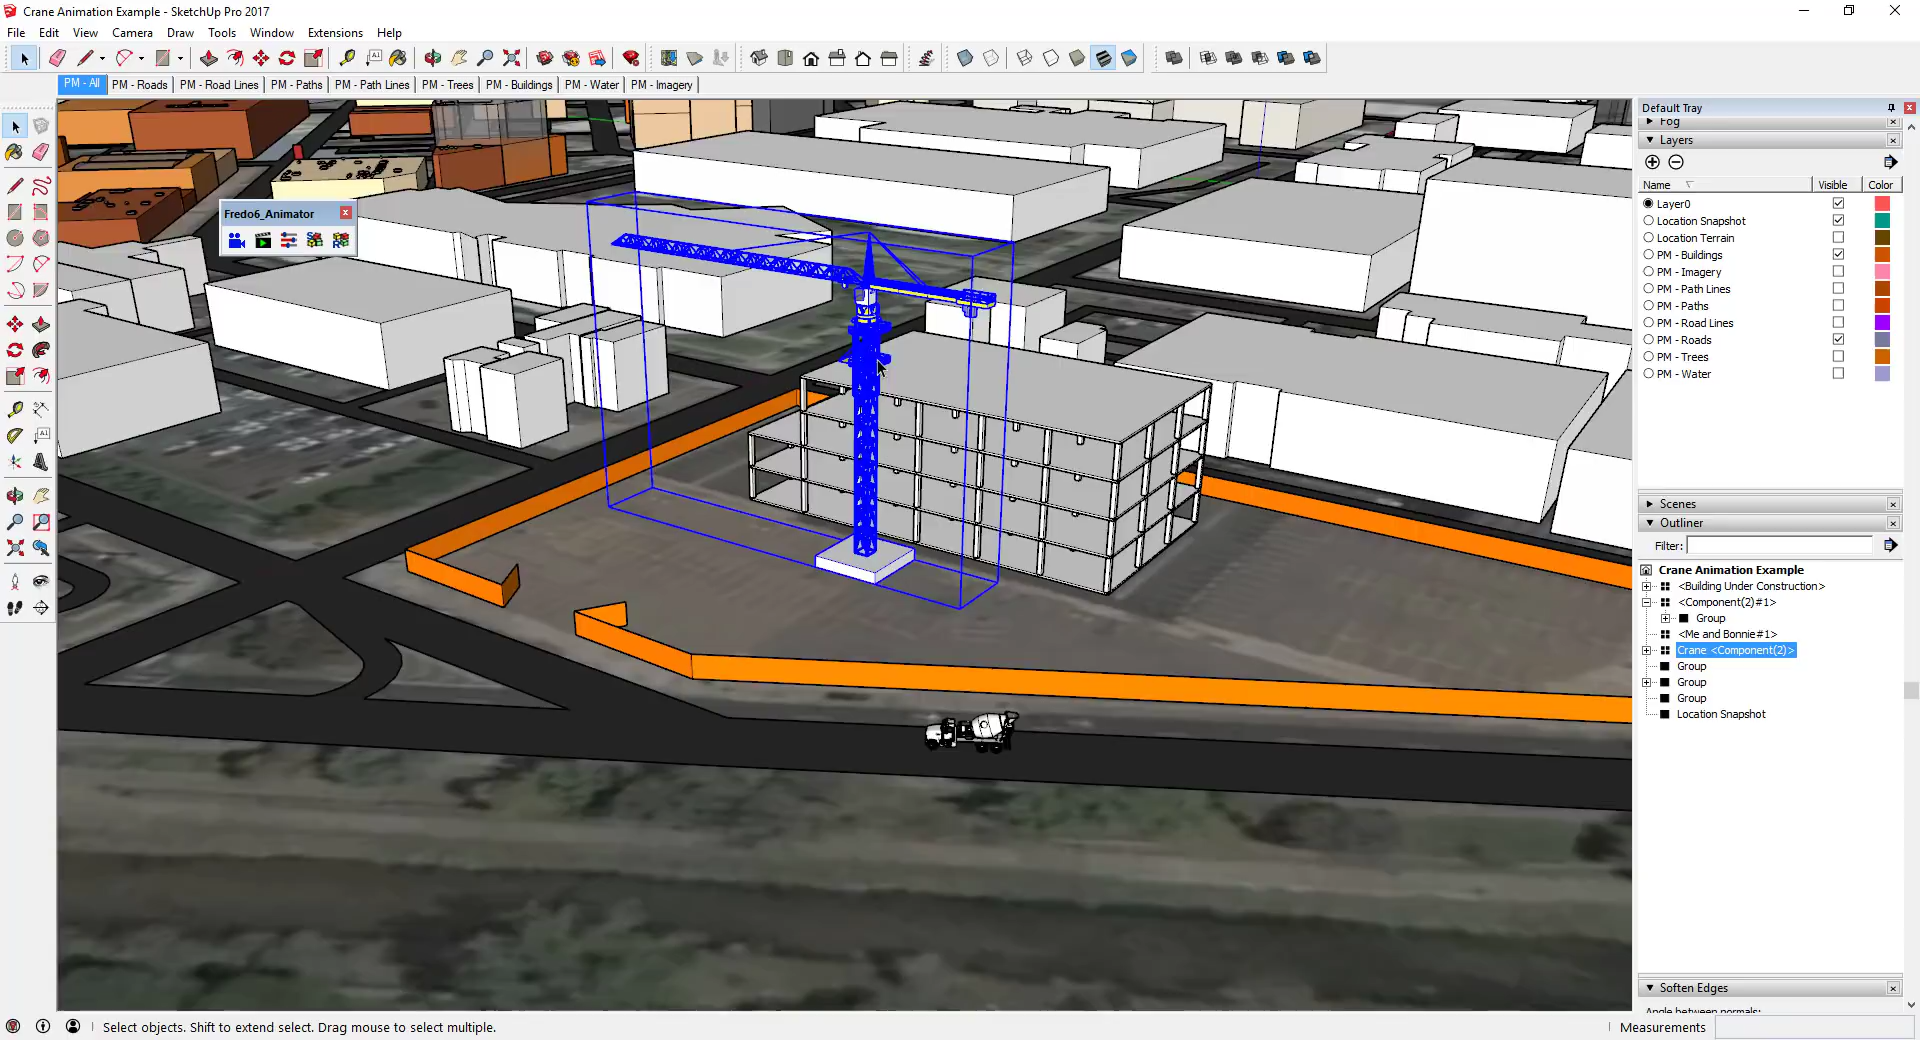 Crane Animation Example - SketchUp Pro 2017
File Edit View Camera Draw Tools Window Extensions Help
PM - All PM - Roads PM - Road Lines PM - Paths PM - Path Lines PM - Trees PM - Buildings PM - Water PM - Imagery
Fredo6_Animator
Default Tray
Fog
Layers
Name Visible Color
Layer0
Location Snapshot
Location Terrain
PM - Buildings
PM - Imagery
PM - Path Lines
PM - Paths
PM - Road Lines
PM - Roads
PM - Trees
PM - Water
Scenes
Outliner
Filter:
Crane Animation Example
<Building Under Construction>
<Component(2)#1>
Group
<Me and Bonnie#1>
Crane <Component(2)>
Group
Group
Group
Location Snapshot
Soften Edges
Angle between normals:
Select objects. Shift to extend select. Drag mouse to select multiple.
Measurements